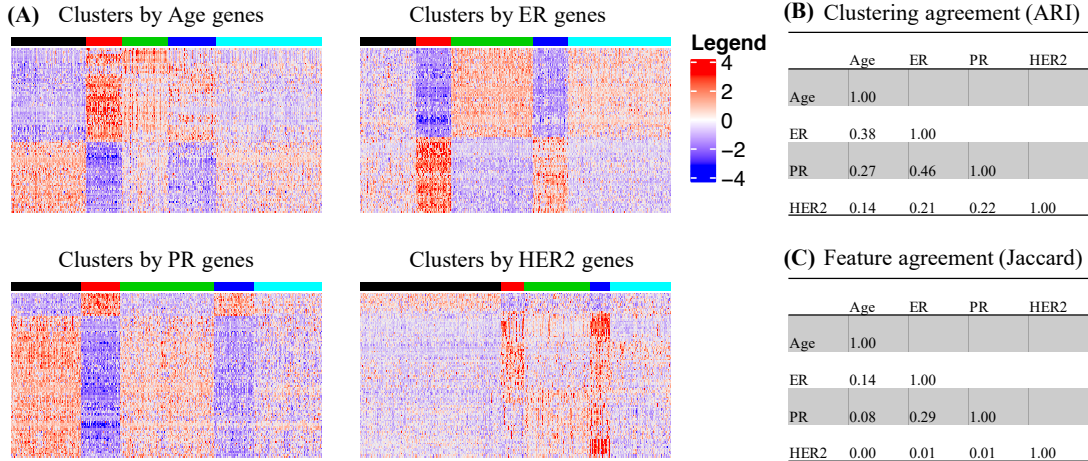 (A) Clusters by Age genes
Clusters by ER genes
Legend
4
2
0
−2
−4
Clusters by PR genes
Clusters by HER2 genes
(B) Clustering agreement (ARI)
Age ER PR HER2
Age 1.00
ER 0.38 1.00
PR 0.27 0.46 1.00
HER2 0.14 0.21 0.22 1.00
(C) Feature agreement (Jaccard)
Age ER PR HER2
Age 1.00
ER 0.14 1.00
PR 0.08 0.29 1.00
HER2 0.00 0.01 0.01 1.00